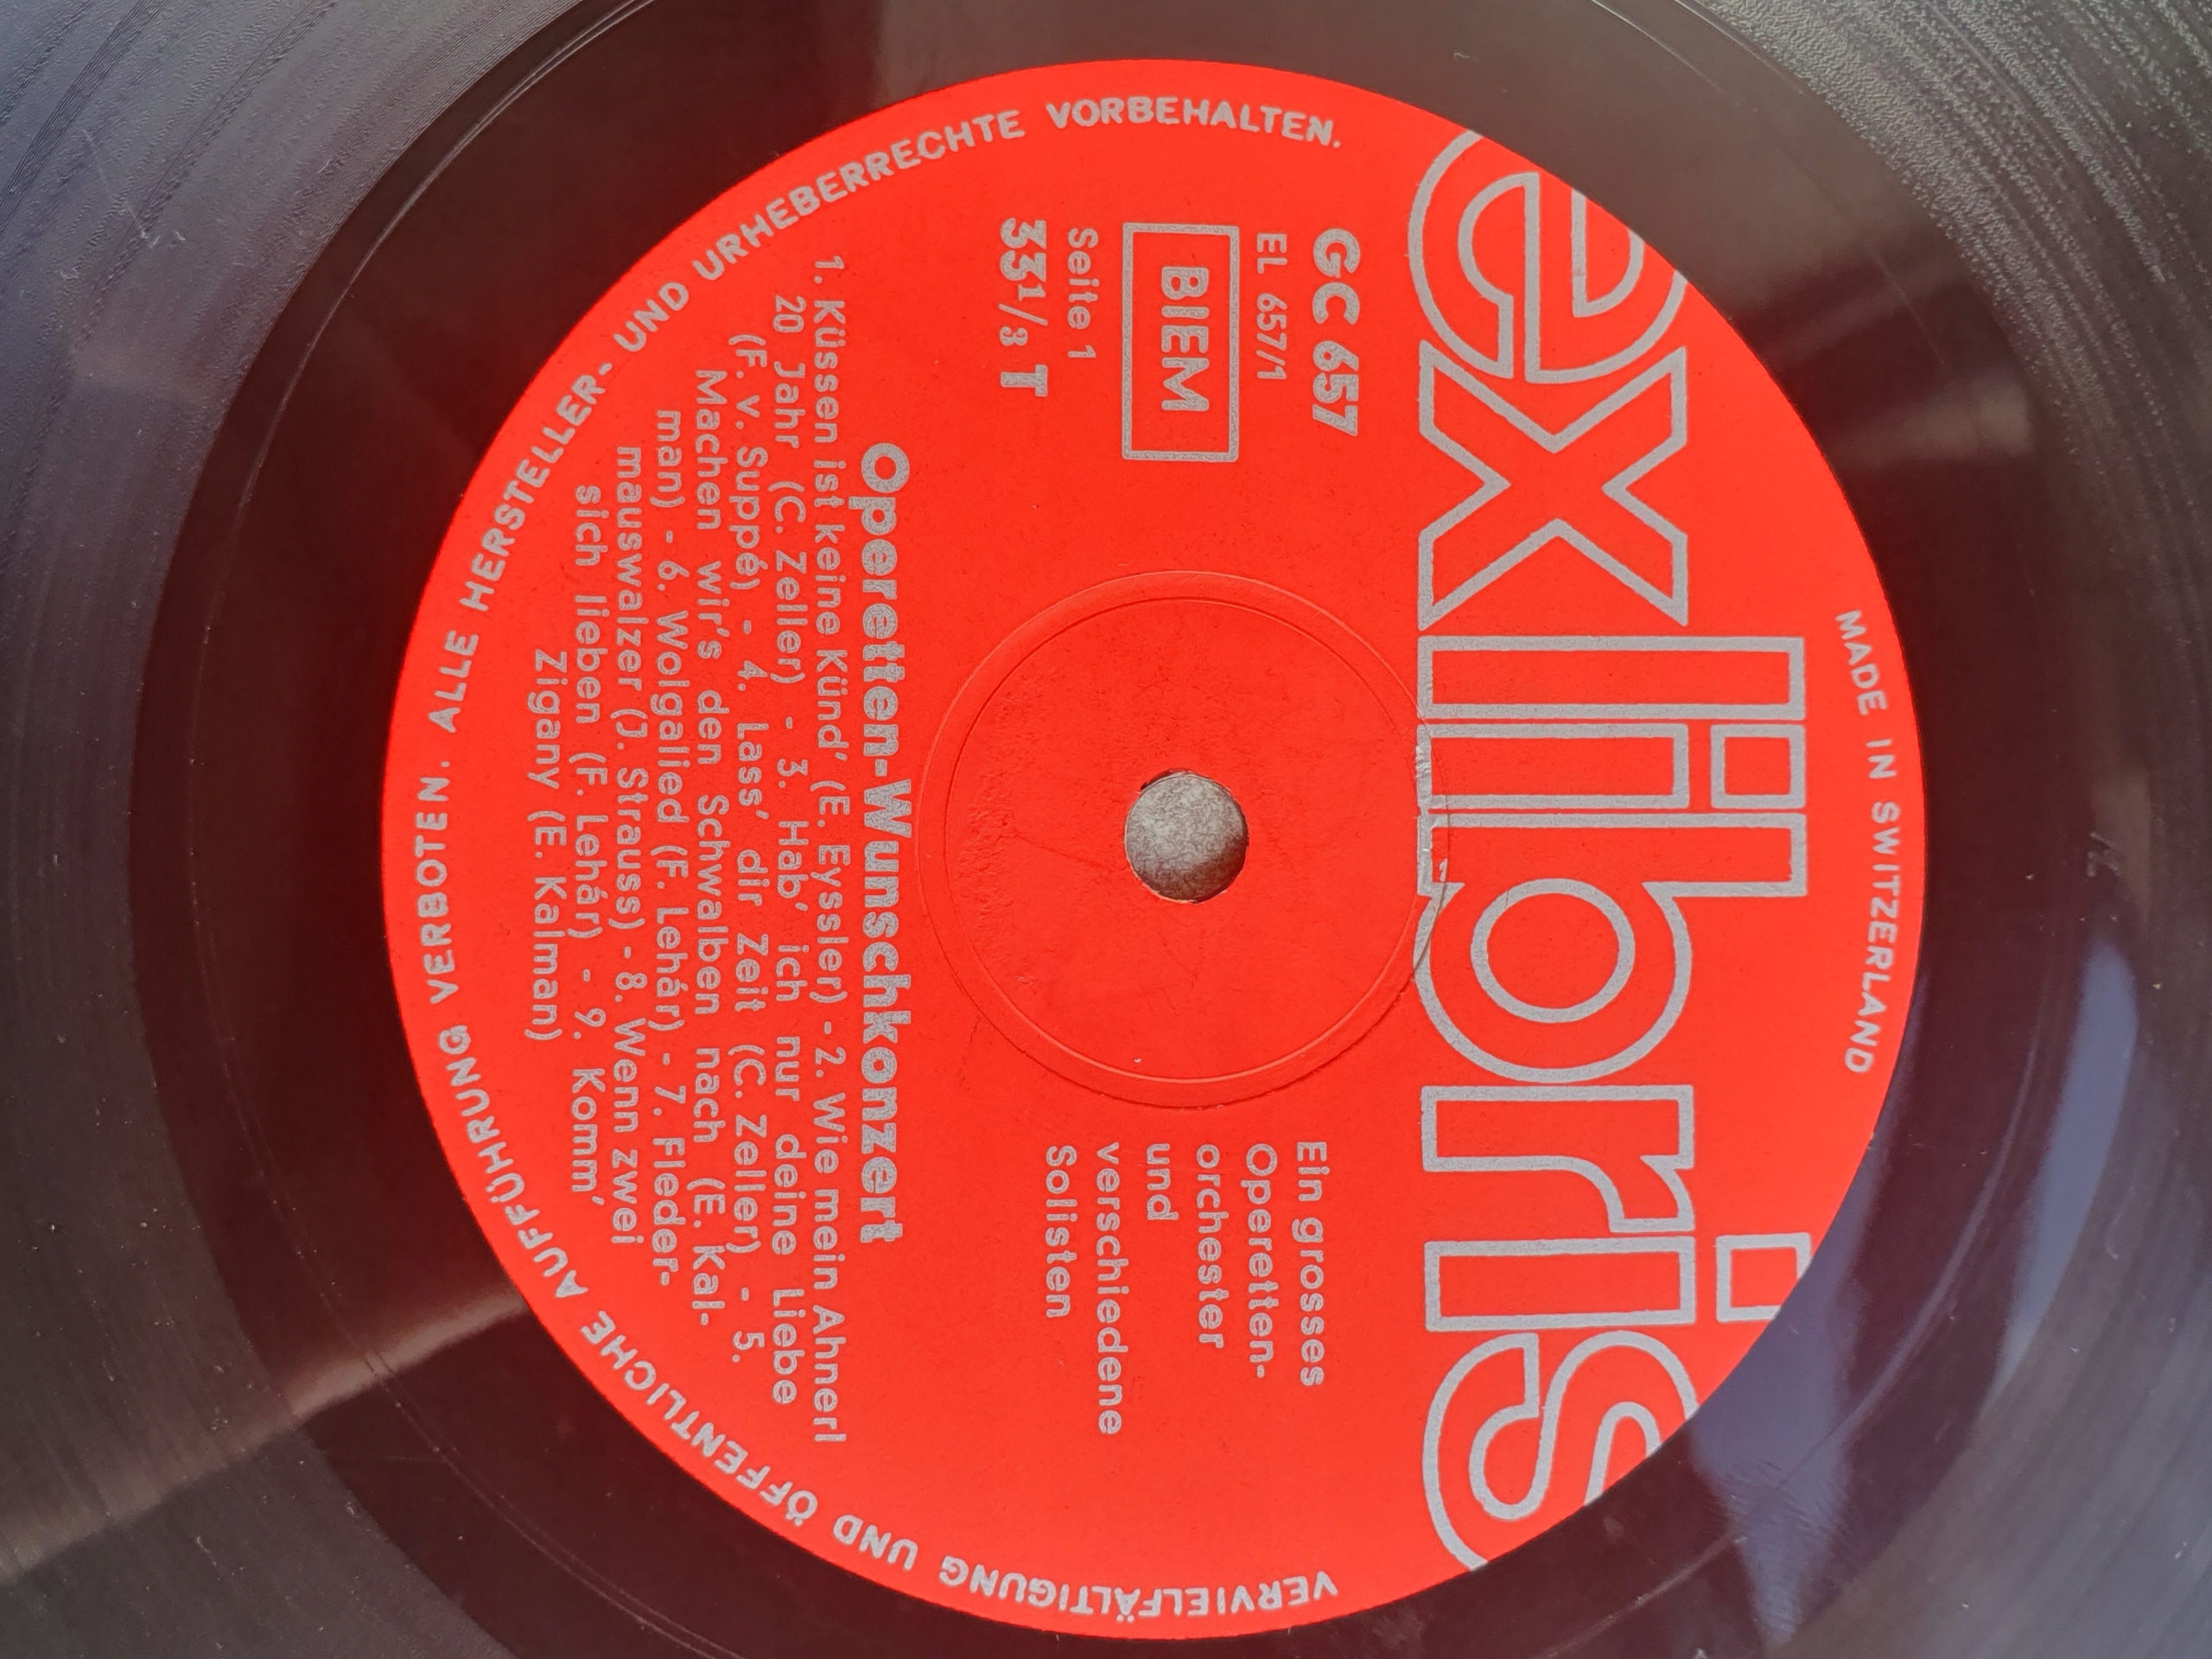 MADE IN SWITZERLAND
exlibris
GC 657
EL 657/1
BIEM
Seite 1
33 1/3 T
Ein grosses
Operetten-
orchester
und
verschiedene
Solisten
Operetten-Wunschkonzert
1. Küssen ist keine Künd' (E. Eyssler) - 2. Wie mein Ahnerl
20 Jahr (C. Zeller) - 3. Hab' ich nur deine Liebe
(F. v. Suppé) - 4. Lass' dir Zeit (C. Zeller) - 5.
Machen wir's den Schwalben nach (E. Kal-
man) - 6. Wolgalied (F. Lehár) - 7. Fleder-
mauswalzer (J. Strauss) - 8. Wenn zwei
sich lieben (F. Lehár) - 9. Komm'
Zigany (E. Kalman)
VERVIELFÄLTIGUNG UND ÖFFENTLICHE AUFFÜHRUNG VERBOTEN. ALLE HERSTELLER- UND URHEBERRECHTE VORBEHALTEN.